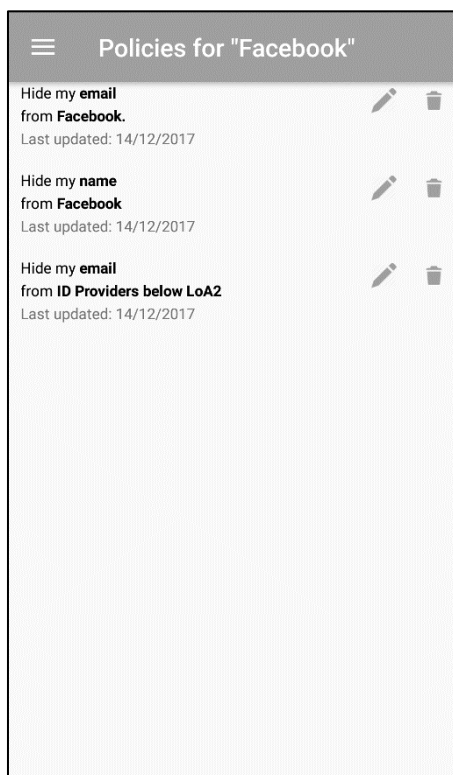 Policies for "Facebook"
Hide my email
from Facebook.
Last updated: 14/12/2017
Hide my name
from Facebook
Last updated: 14/12/2017
Hide my email
from ID Providers below LoA2
Last updated: 14/12/2017